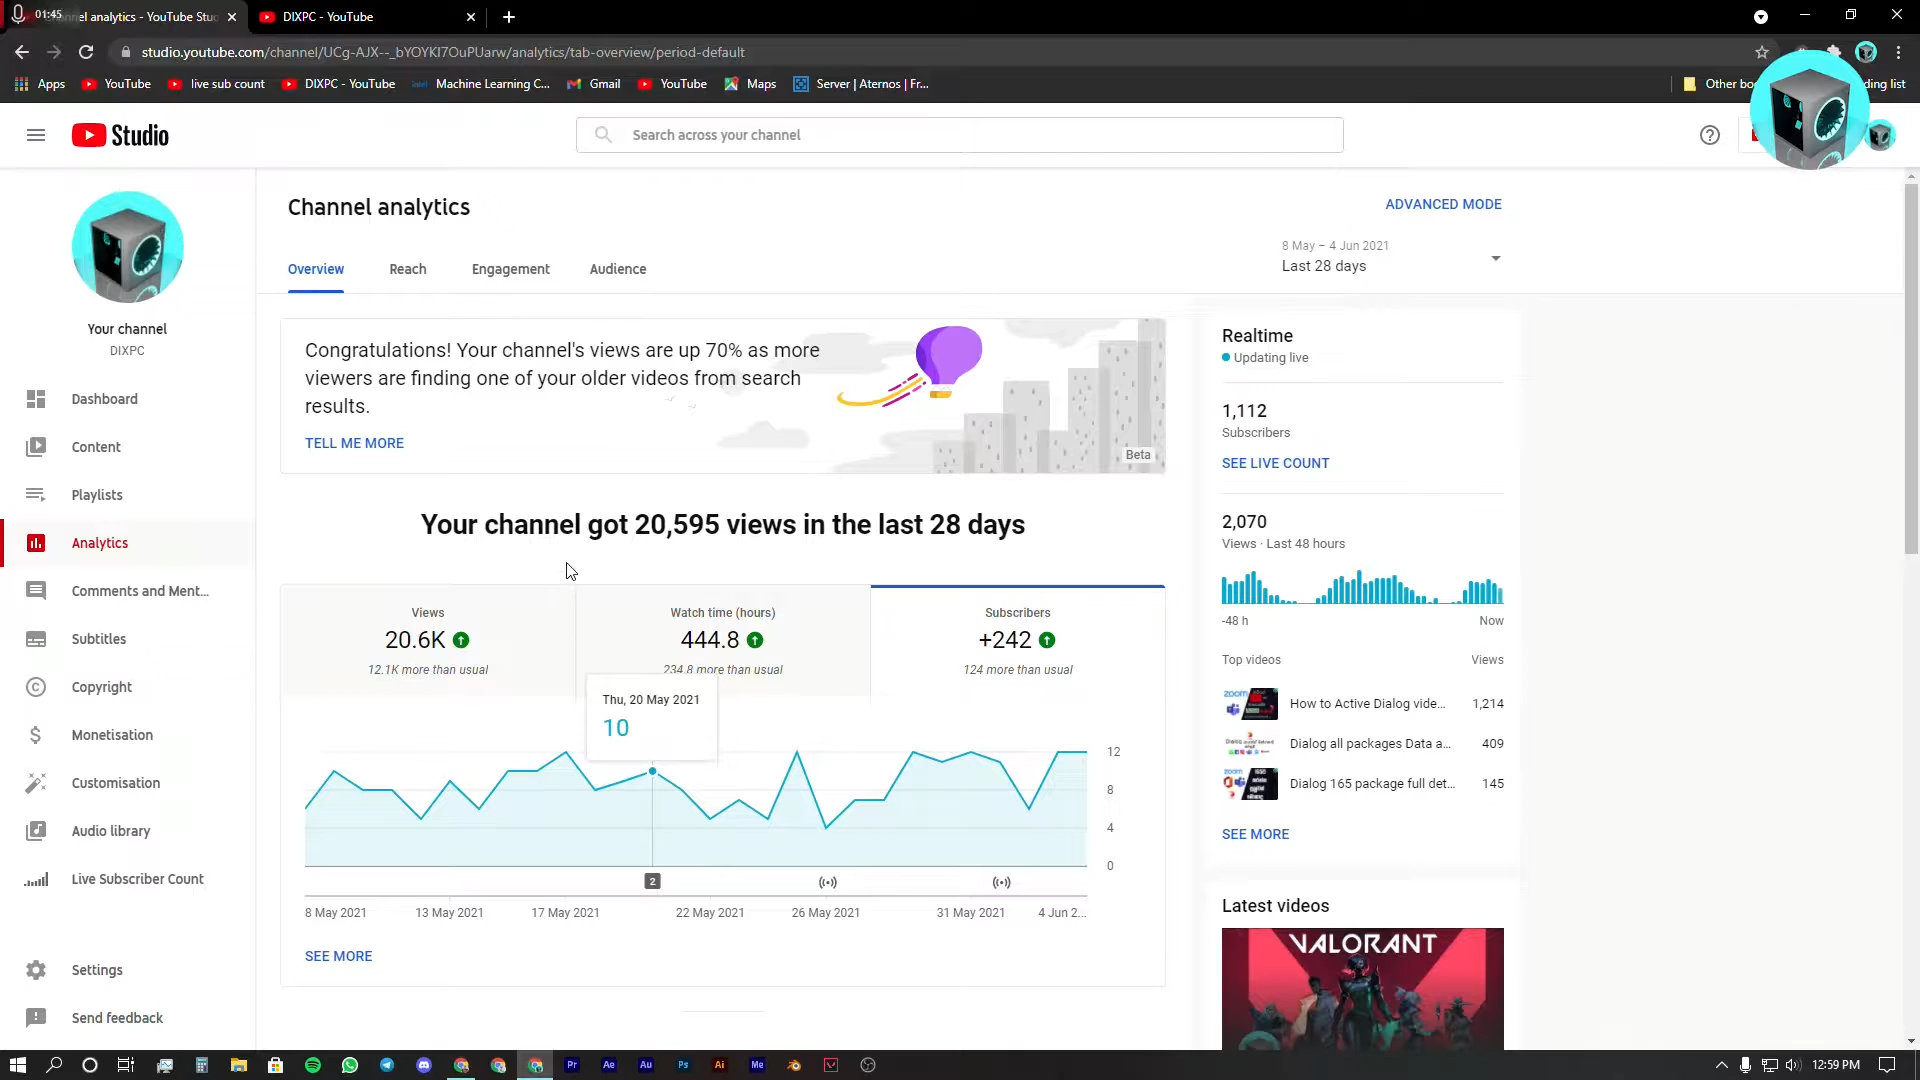 01:45
annel analytics - YouTube Stu
DIXPC - YouTube
studio.youtube.com/channel/UCg-AJX--_bYOYKI7OuPUarw/analytics/tab-overview/period-default
Apps
YouTube
live sub count
DIXPC - YouTube
Machine Learning C...
Gmail
YouTube
Maps
Server | Aternos | Fr...
Other bo
ding list
Studio
Search across your channel
Your channel
DIXPC
Dashboard
Content
Playlists
Analytics
Comments and Ment...
Subtitles
Copyright
Monetisation
Customisation
Audio library
Live Subscriber Count
Settings
Send feedback
Channel analytics
ADVANCED MODE
Overview
Reach
Engagement
Audience
8 May – 4 Jun 2021
Last 28 days
Congratulations! Your channel's views are up 70% as more
viewers are finding one of your older videos from search
results.
TELL ME MORE
Beta
Your channel got 20,595 views in the last 28 days
Views
20.6K
12.1K more than usual
Watch time (hours)
444.8
234.8 more than usual
Subscribers
+242
124 more than usual
Thu, 20 May 2021
10
12
8
4
0
2
8 May 2021
13 May 2021
17 May 2021
22 May 2021
26 May 2021
31 May 2021
4 Jun 2...
SEE MORE
Realtime
Updating live
1,112
Subscribers
SEE LIVE COUNT
2,070
Views · Last 48 hours
-48 h
Now
Top videos
Views
How to Active Dialog vide...
1,214
Dialog all packages Data a...
409
Dialog 165 package full det...
145
SEE MORE
Latest videos
VALORANT
Pr
Ae
Au
Ps
Ai
Me
12:59 PM